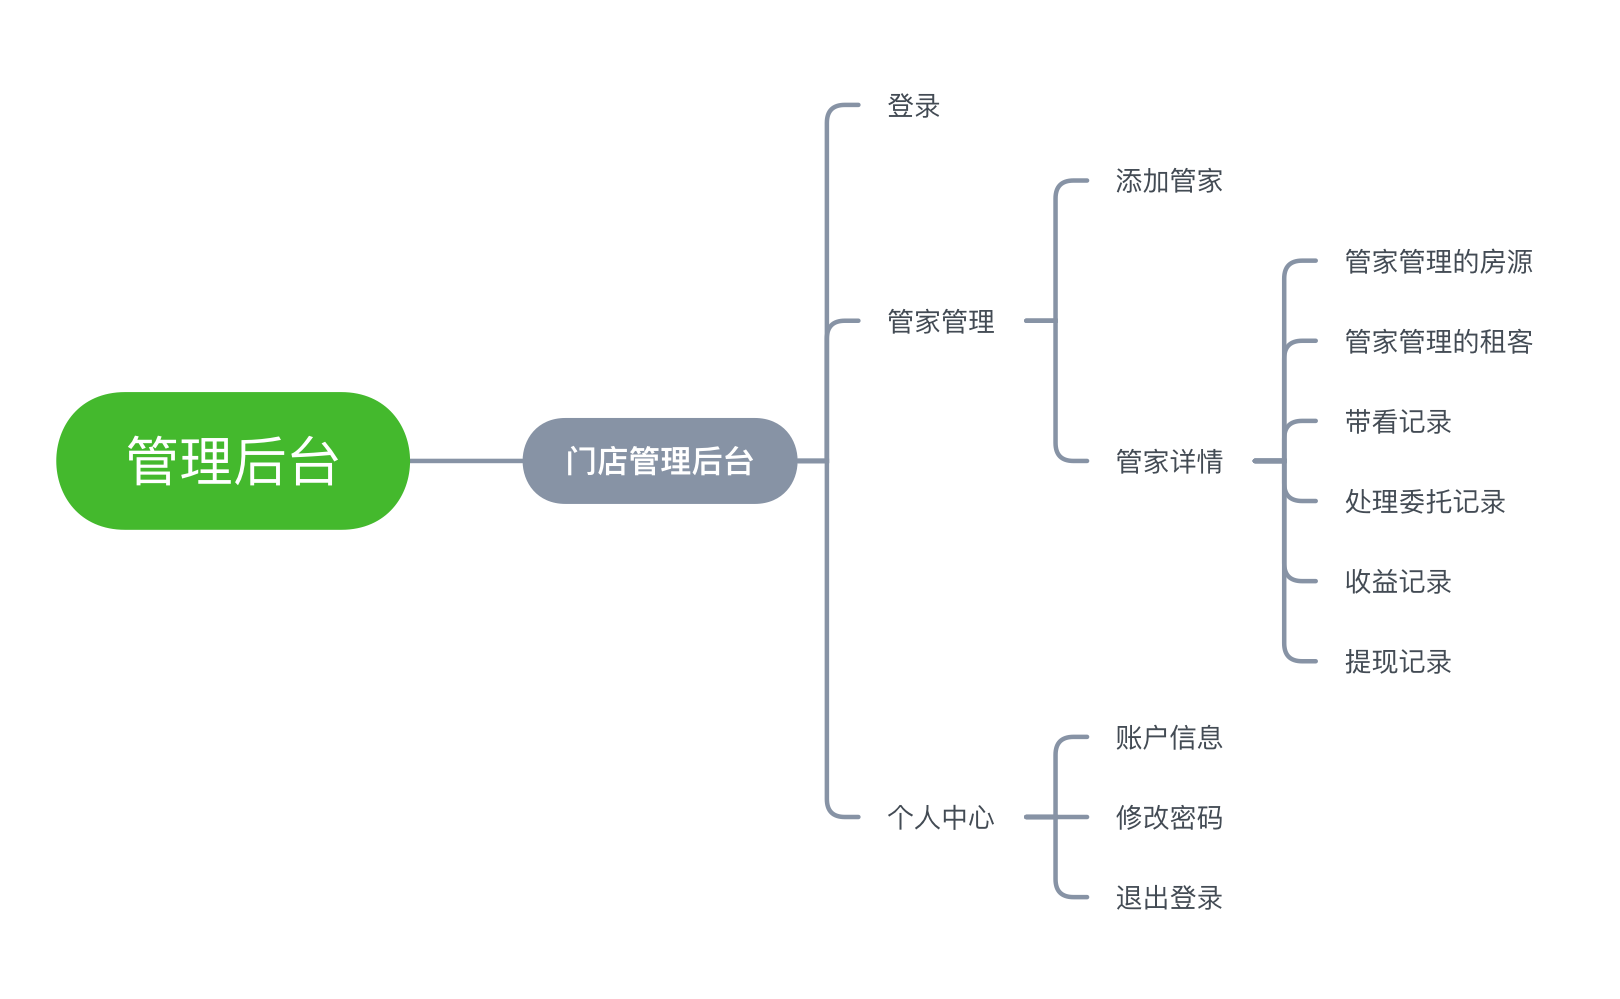 管理后台
门店管理后台
登录
管家管理
添加管家
管家详情
管家管理的房源
管家管理的租客
带看记录
处理委托记录
收益记录
提现记录
个人中心
账户信息
修改密码
退出登录